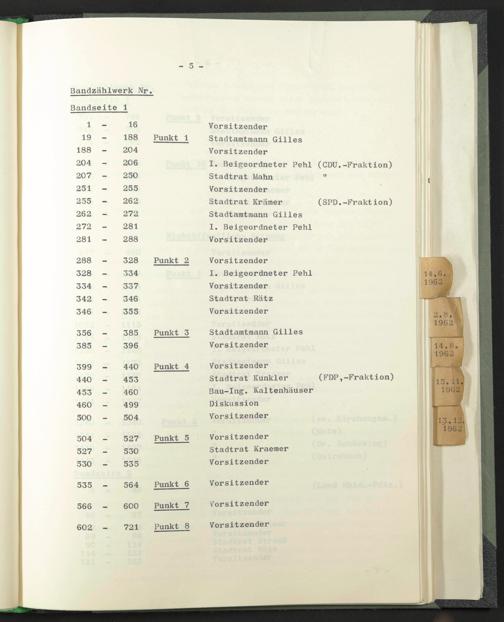 - 5 -
Bandzählwerk Nr.
Bandseite 1
1 - 16 Vorsitzender
19 - 188 Punkt 1 Stadtamtmann Gilles
188 - 204 Vorsitzender
204 - 206 I. Beigeordneter Pehl (CDU.-Fraktion)
207 - 250 Stadtrat Mahn "
251 - 255 Vorsitzender
255 - 262 Stadtrat Krämer (SPD.-Fraktion)
262 - 272 Stadtamtmann Gilles
272 - 281 I. Beigeordneter Pehl
281 - 288 Vorsitzender
288 - 328 Punkt 2 Vorsitzender
328 - 334 I. Beigeordneter Pehl
334 - 337 Vorsitzender
342 - 346 Stadtrat Rätz
346 - 355 Vorsitzender
356 - 385 Punkt 3 Stadtamtmann Gilles
385 - 396 Vorsitzender
399 - 440 Punkt 4 Vorsitzender
440 - 453 Stadtrat Kunkler (FDP,-Fraktion)
453 - 460 Bau-Ing. Kaltenhäuser
460 - 499 Diskussion
500 - 504 Vorsitzender
504 - 527 Punkt 5 Vorsitzender
527 - 530 Stadtrat Kraemer
530 - 535 Vorsitzender
535 - 564 Punkt 6 Vorsitzender
566 - 600 Punkt 7 Vorsitzender
602 - 721 Punkt 8 Vorsitzender
14.6.
1962
2.8.
1962
14.8.
1962
15.11.
1962
13.12.
1962